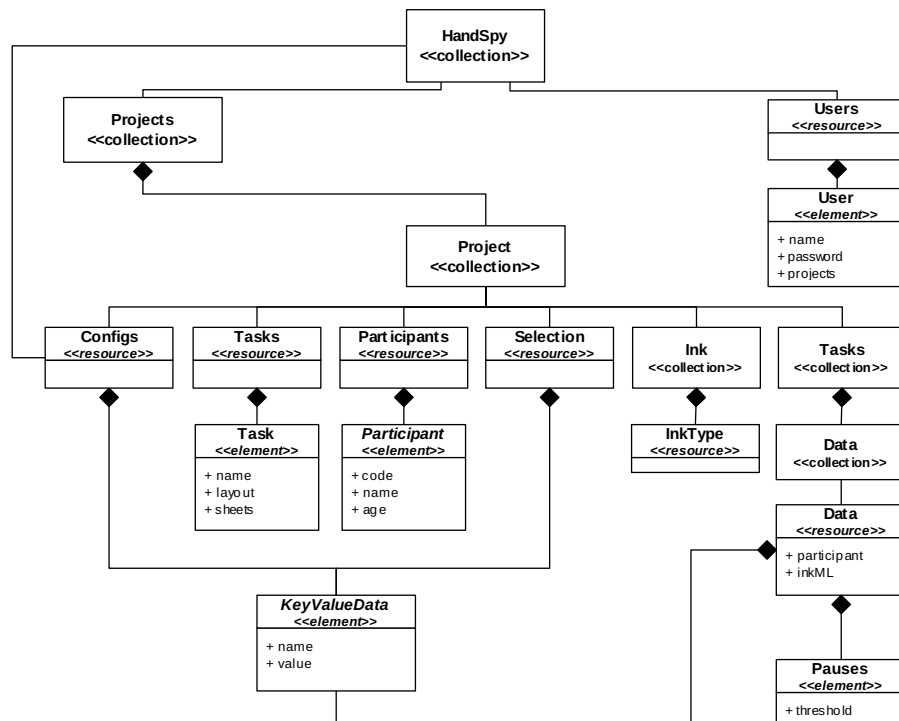 HandSpy
<<collection>>
Projects
<<collection>>
Users
<<resource>>
User
<<element>>
+ name
+ password
+ projects
Project
<<collection>>
Configs
<<resource>>
Tasks
<<resource>>
Participants
<<resource>>
Selection
<<resource>>
Ink
<<collection>>
Tasks
<<collection>>
Task
<<element>>
+ name
+ layout
+ sheets
Participant
<<element>>
+ code
+ name
+ age
InkType
<<resource>>
Data
<<collection>>
Data
<<resource>>
+ participant
+ inkML
KeyValueData
<<element>>
+ name
+ value
Pauses
<<element>>
+ threshold